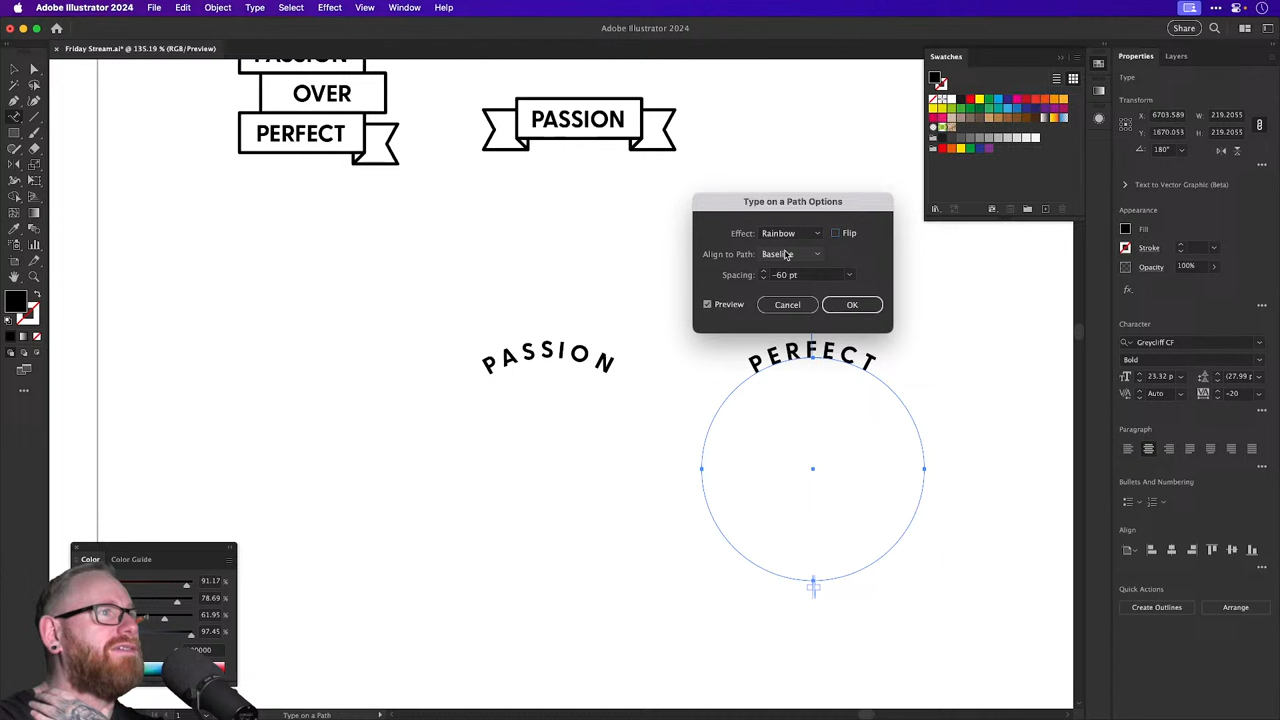 Illustrator File Edit Object Type Select Effect View Window Help
Adobe Illustrator 2024
Share
× Friday Stream.ai* @ 135.19 % (RGB/Preview)
PASSION
OVER
PERFECT
PASSION
Type on a Path Options
Effect: Rainbow Flip
Align to Path: Baseline
Spacing: -60 pt
Preview Cancel OK
PASSION
PERFECT
Swatches
Properties Layers
Type
Transform
X: 6703.589 W: 219.2055
Y: 1670.053 H: 219.2055
180°
Text to Vector Graphic (Beta)
Appearance
Fill
Stroke
Opacity 100%
fx.
Character
Greycliff CF
Bold
23.32 p (27.99 p
Auto -20
Paragraph
Bullets And Numbering
Align
Quick Actions
Create Outlines Arrange
Color Color Guide
91.17 %
78.69 %
61.95 %
97.45 %
1 Type on a Path